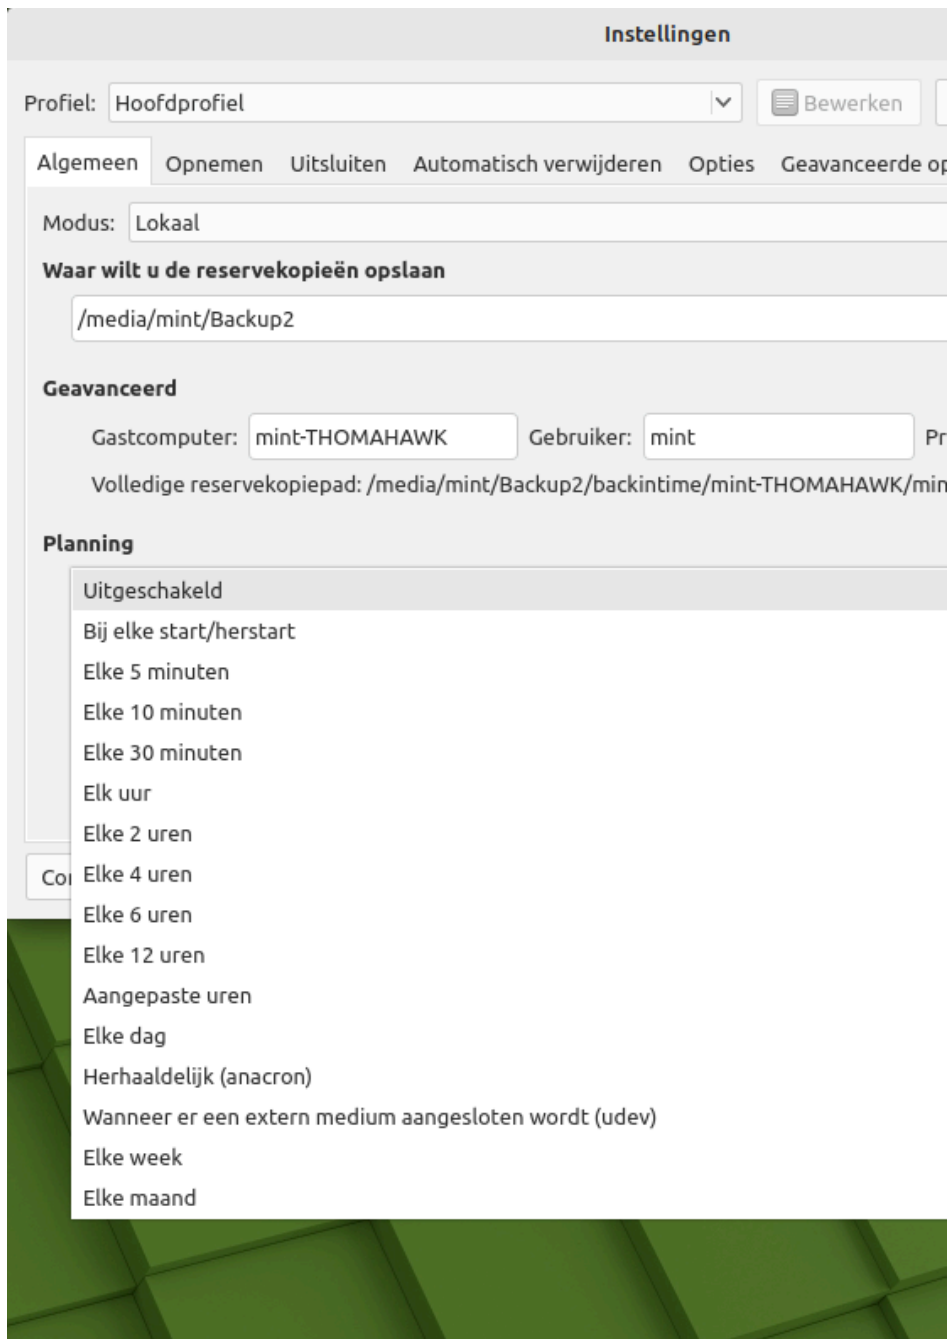 Instellingen
Profiel: Hoofdprofiel Bewerken
Algemeen Opnemen Uitsluiten Automatisch verwijderen Opties Geavanceerde op
Modus: Lokaal
Waar wilt u de reservekopieën opslaan
/media/mint/Backup2
Geavanceerd
Gastcomputer: mint-THOMAHAWK Gebruiker: mint Pr
Volledige reservekopiepad: /media/mint/Backup2/backintime/mint-THOMAHAWK/min
Planning
Uitgeschakeld
Bij elke start/herstart
Elke 5 minuten
Elke 10 minuten
Elke 30 minuten
Elk uur
Elke 2 uren
Elke 4 uren
Co Elke 6 uren
Elke 12 uren
Aangepaste uren
Elke dag
Herhaaldelijk (anacron)
Wanneer er een extern medium aangesloten wordt (udev)
Elke week
Elke maand